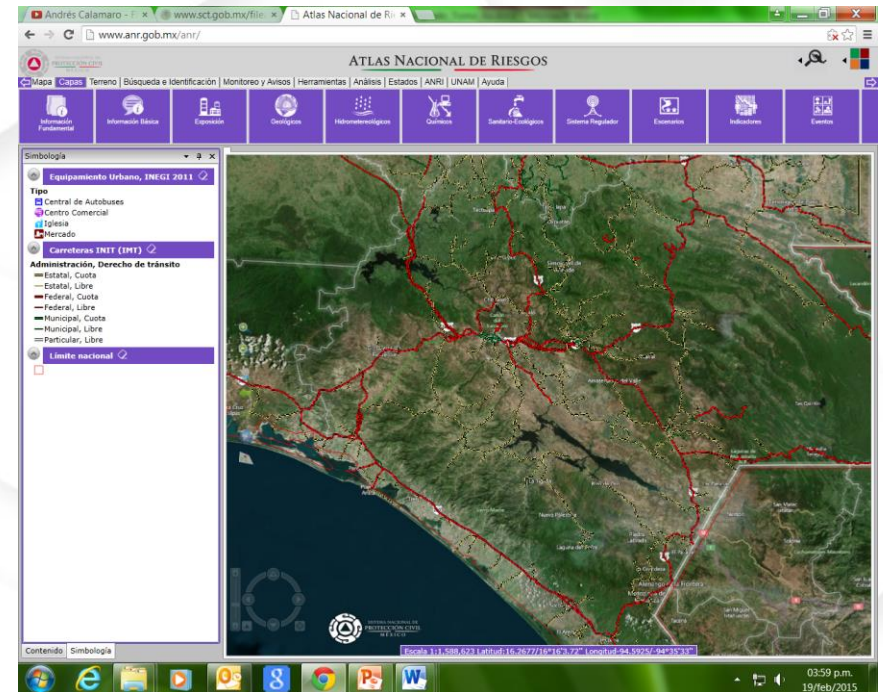 Andrés Calamaro - E
www.sct.gob.mx/file
Atlas Nacional de Ri
www.anr.gob.mx/anr/
ATLAS NACIONAL DE RIESGOS
Mapa | Capas | Terreno | Búsqueda e Identificación | Monitoreo y Avisos | Herramientas | Análisis | Estados | ANRI | UNAM | Ayuda
Información Fundamental
Información Básica
Exposición
Geológicos
Hidrometereológicos
Químicos
Sanitario-Ecológicos
Sistema Regulador
Escenarios
Indicadores
Eventos
Simbología
Equipamiento Urbano, INEGI 2011
Tipo
Central de Autobuses
Centro Comercial
Iglesia
Mercado
Carreteras INIT (IMT)
Administración, Derecho de tránsito
Estatal, Cuota
Estatal, Libre
Federal, Cuota
Federal, Libre
Municipal, Cuota
Municipal, Libre
Particular, Libre
Límite nacional
PROTECCIÓN CIVIL
MÉXICO
Escala 1:1,588,623 Latitud:16.2677/16°16'3.72" Longitud-94.5925/-94°35'33"
Contenido
Simbología
03:59 p.m.
19/feb/2015